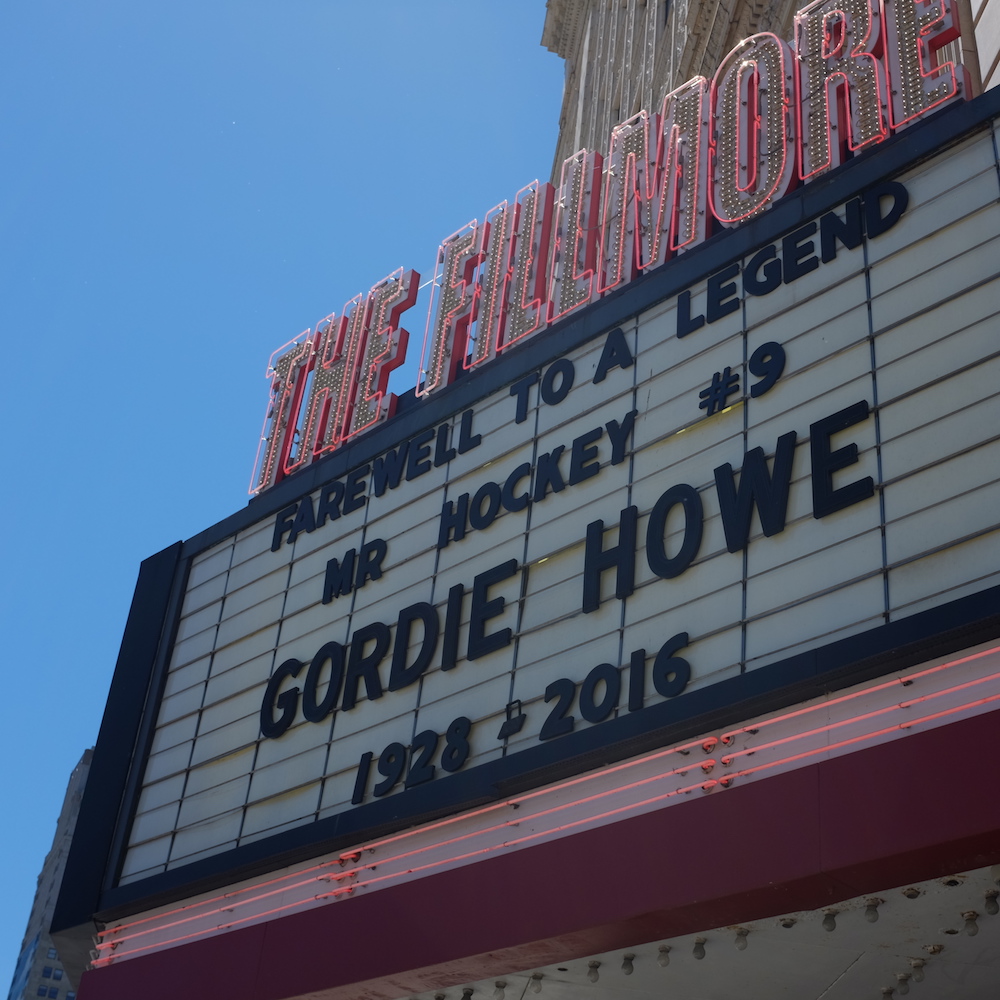 THE FILLMORE
FAREWELL TO A LEGEND
MR HOCKEY #9
GORDIE HOWE
1928 - 2016